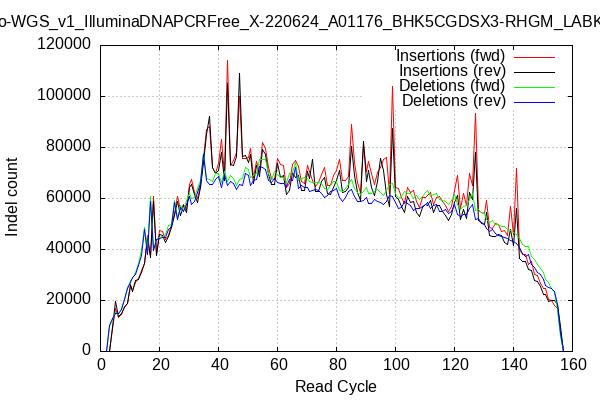 o-WGS_v1_IlluminaDNAPCRFree_X-220624_A01176_BHK5CGDSX3-RHGM_LABK
Insertions (fwd)
Insertions (rev)
Deletions (fwd)
Deletions (rev)
120000
100000
80000
60000
40000
20000
0
Indel count
0 20 40 60 80 100 120 140 160
Read Cycle